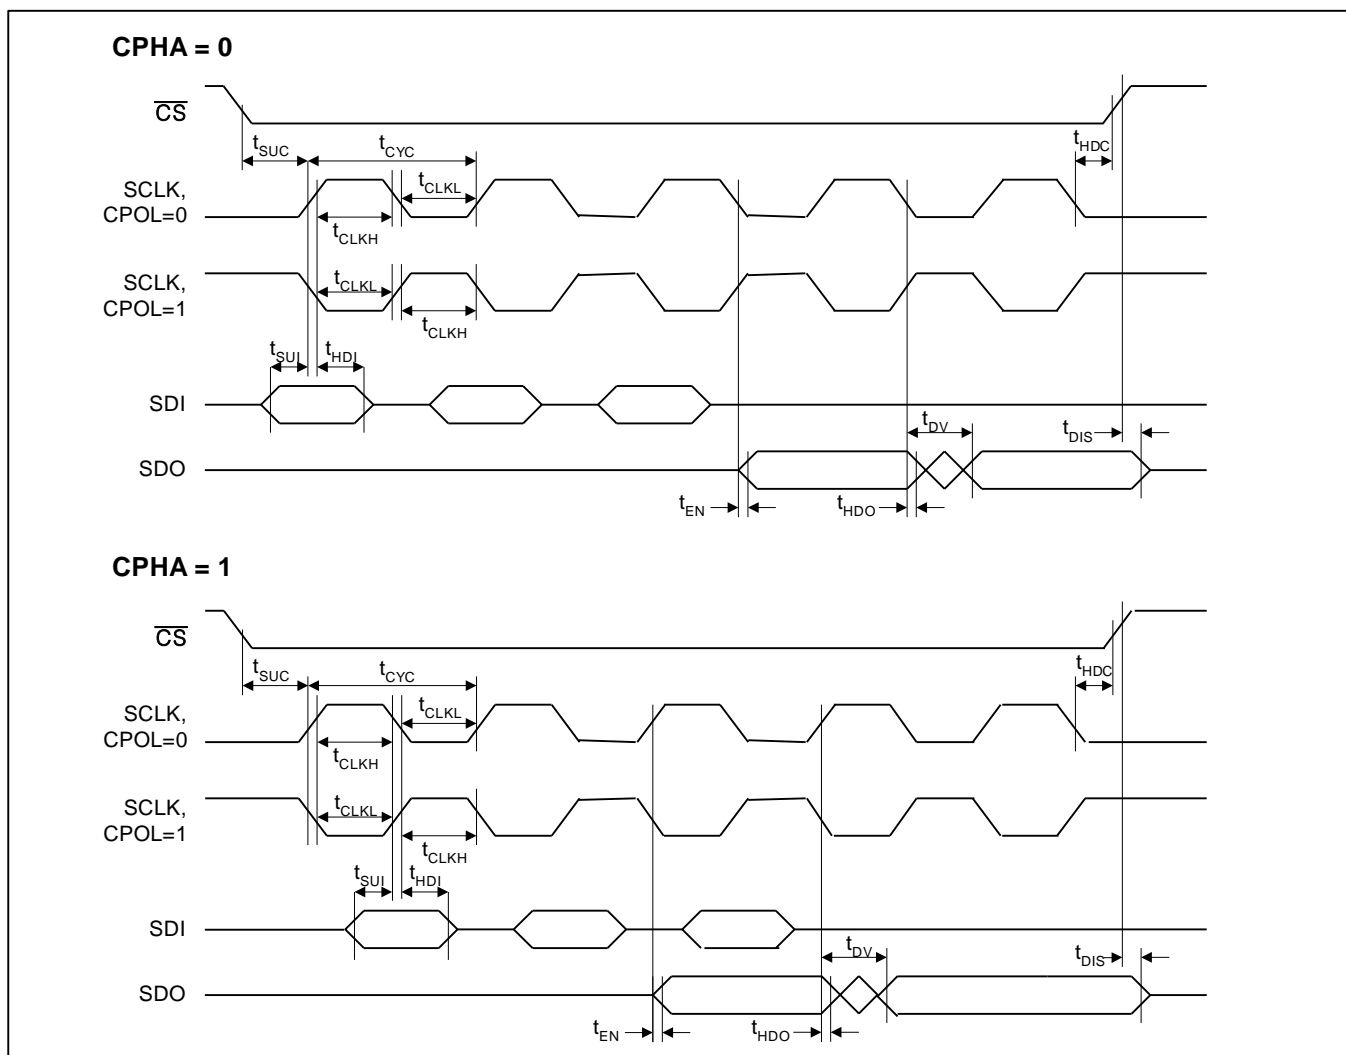 CPHA = 0
CS
tSUC
tCYC
tHDC
SCLK,
CPOL=0
tCLKL
tCLKH
SCLK,
CPOL=1
tCLKL
tCLKH
tSUI
tHDI
SDI
tDV
tDIS
SDO
tEN
tHDO
CPHA = 1
CS
tSUC
tCYC
tHDC
SCLK,
CPOL=0
tCLKL
tCLKH
SCLK,
CPOL=1
tCLKL
tCLKH
tSUI
tHDI
SDI
tDV
tDIS
SDO
tEN
tHDO